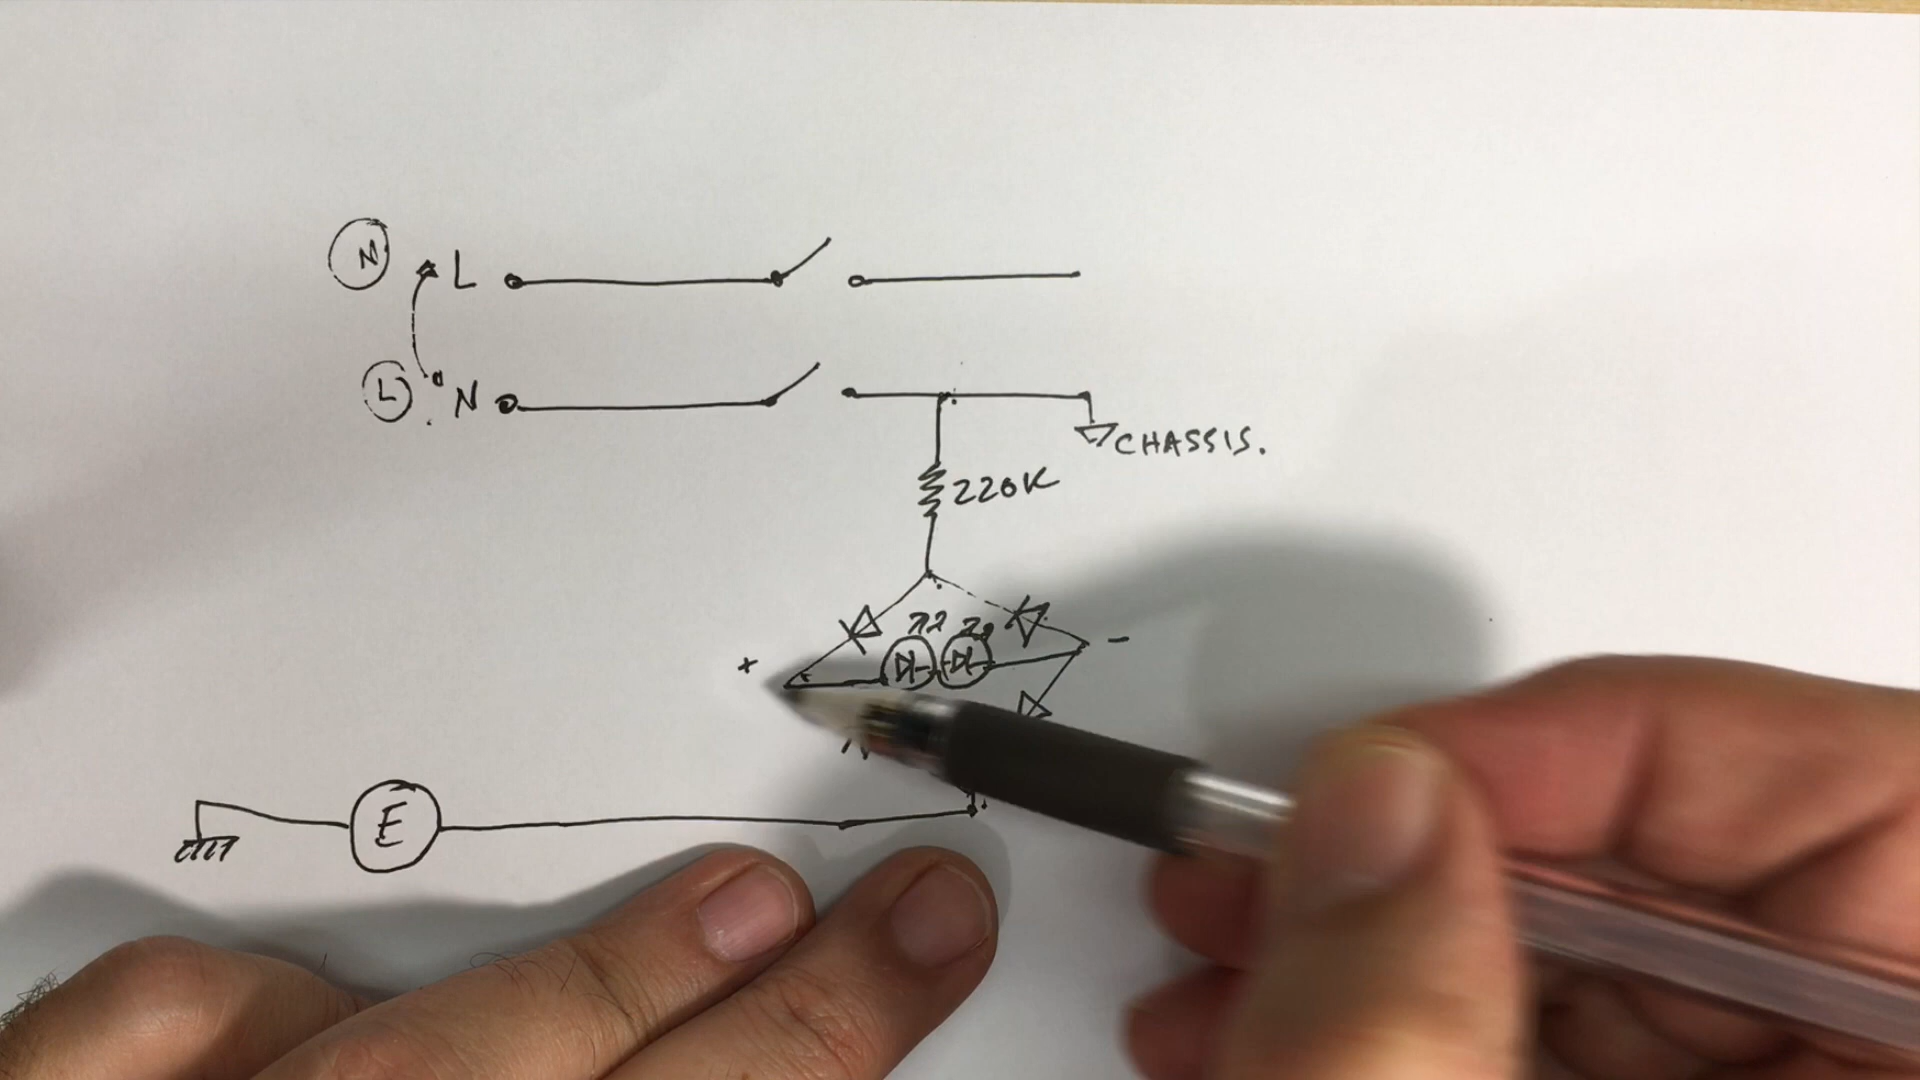 N L
L N
CHASSIS.
220K
+ -
E